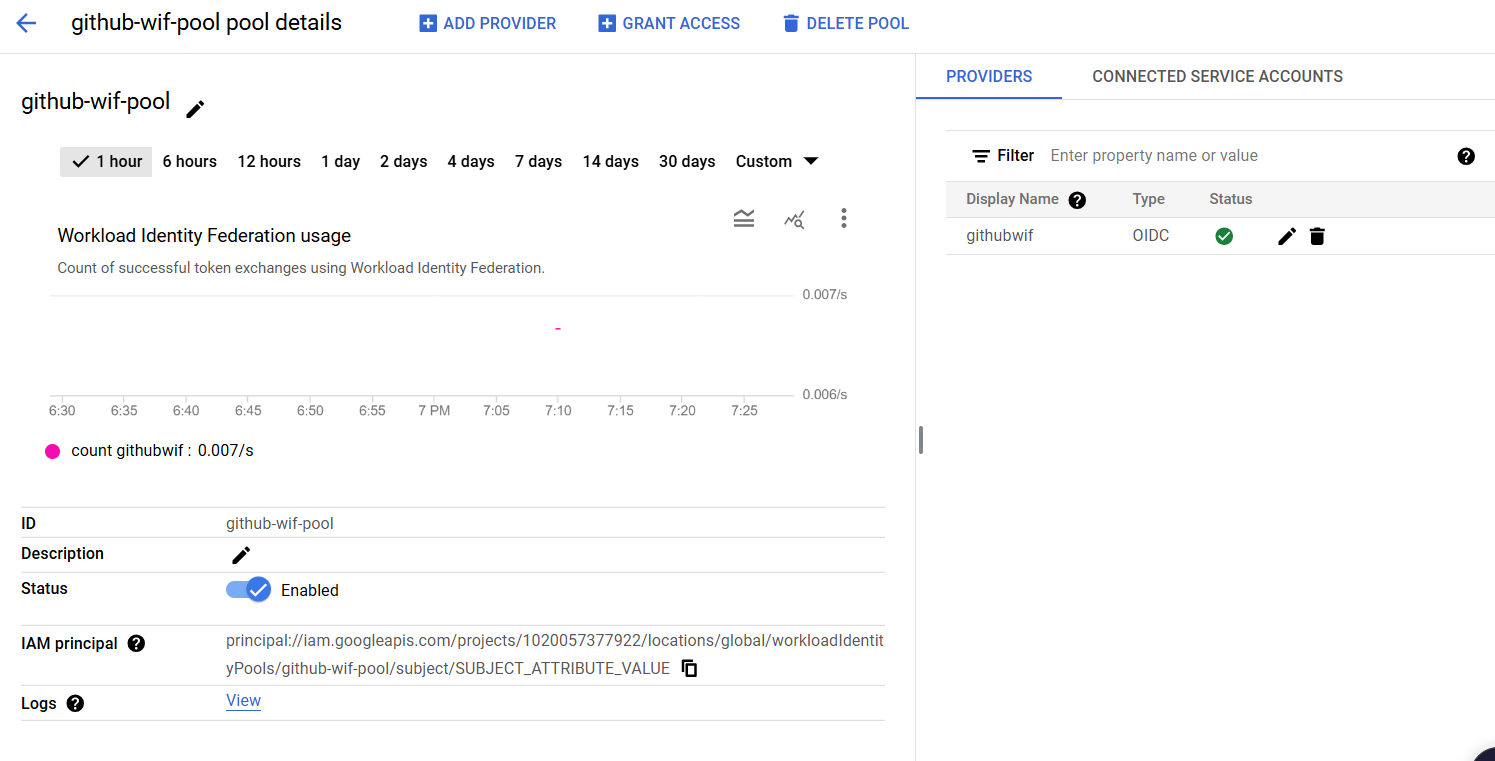 github-wif-pool pool details
ADD PROVIDER
GRANT ACCESS
DELETE POOL
github-wif-pool
1 hour 6 hours 12 hours 1 day 2 days 4 days 7 days 14 days 30 days Custom
Workload Identity Federation usage
Count of successful token exchanges using Workload Identity Federation.
0.007/s
0.006/s
6:30 6:35 6:40 6:45 6:50 6:55 7 PM 7:05 7:10 7:15 7:20 7:25
count githubwif : 0.007/s
ID github-wif-pool
Description
Status Enabled
IAM principal principal://iam.googleapis.com/projects/1020057377922/locations/global/workloadIdentit
yPools/github-wif-pool/subject/SUBJECT_ATTRIBUTE_VALUE
Logs View
PROVIDERS CONNECTED SERVICE ACCOUNTS
Filter Enter property name or value
Display Name Type Status
githubwif OIDC